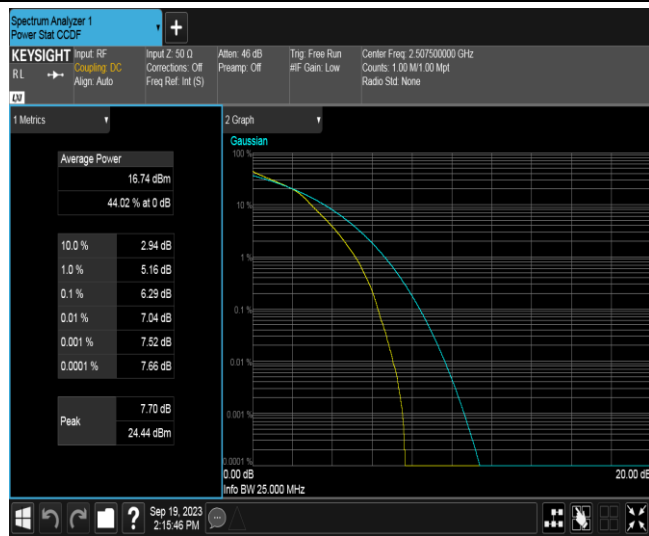 Spectrum Analyzer 1
Power Stat CCDF
+
KEYSIGHT
RL
LXI
Input: RF
Coupling: DC
Align: Auto
Input Z: 50 Ω
Corrections: Off
Freq Ref: Int (S)
Atten: 46 dB
Preamp: Off
Trig: Free Run
#IF Gain: Low
Center Freq: 2.507500000 GHz
Counts: 1.00 M/1.00 Mpt
Radio Std: None
1 Metrics
Average Power
16.74 dBm
44.02 % at 0 dB
10.0 % 2.94 dB
1.0 % 5.16 dB
0.1 % 6.29 dB
0.01 % 7.04 dB
0.001 % 7.52 dB
0.0001 % 7.66 dB
Peak
7.70 dB
24.44 dBm
2 Graph
Gaussian
100 %
10 %
1 %
0.1 %
0.01 %
0.001 %
0.0001 %
0.00 dB 20.00 dB
Info BW 25.000 MHz
?
Sep 19, 2023
2:15:46 PM